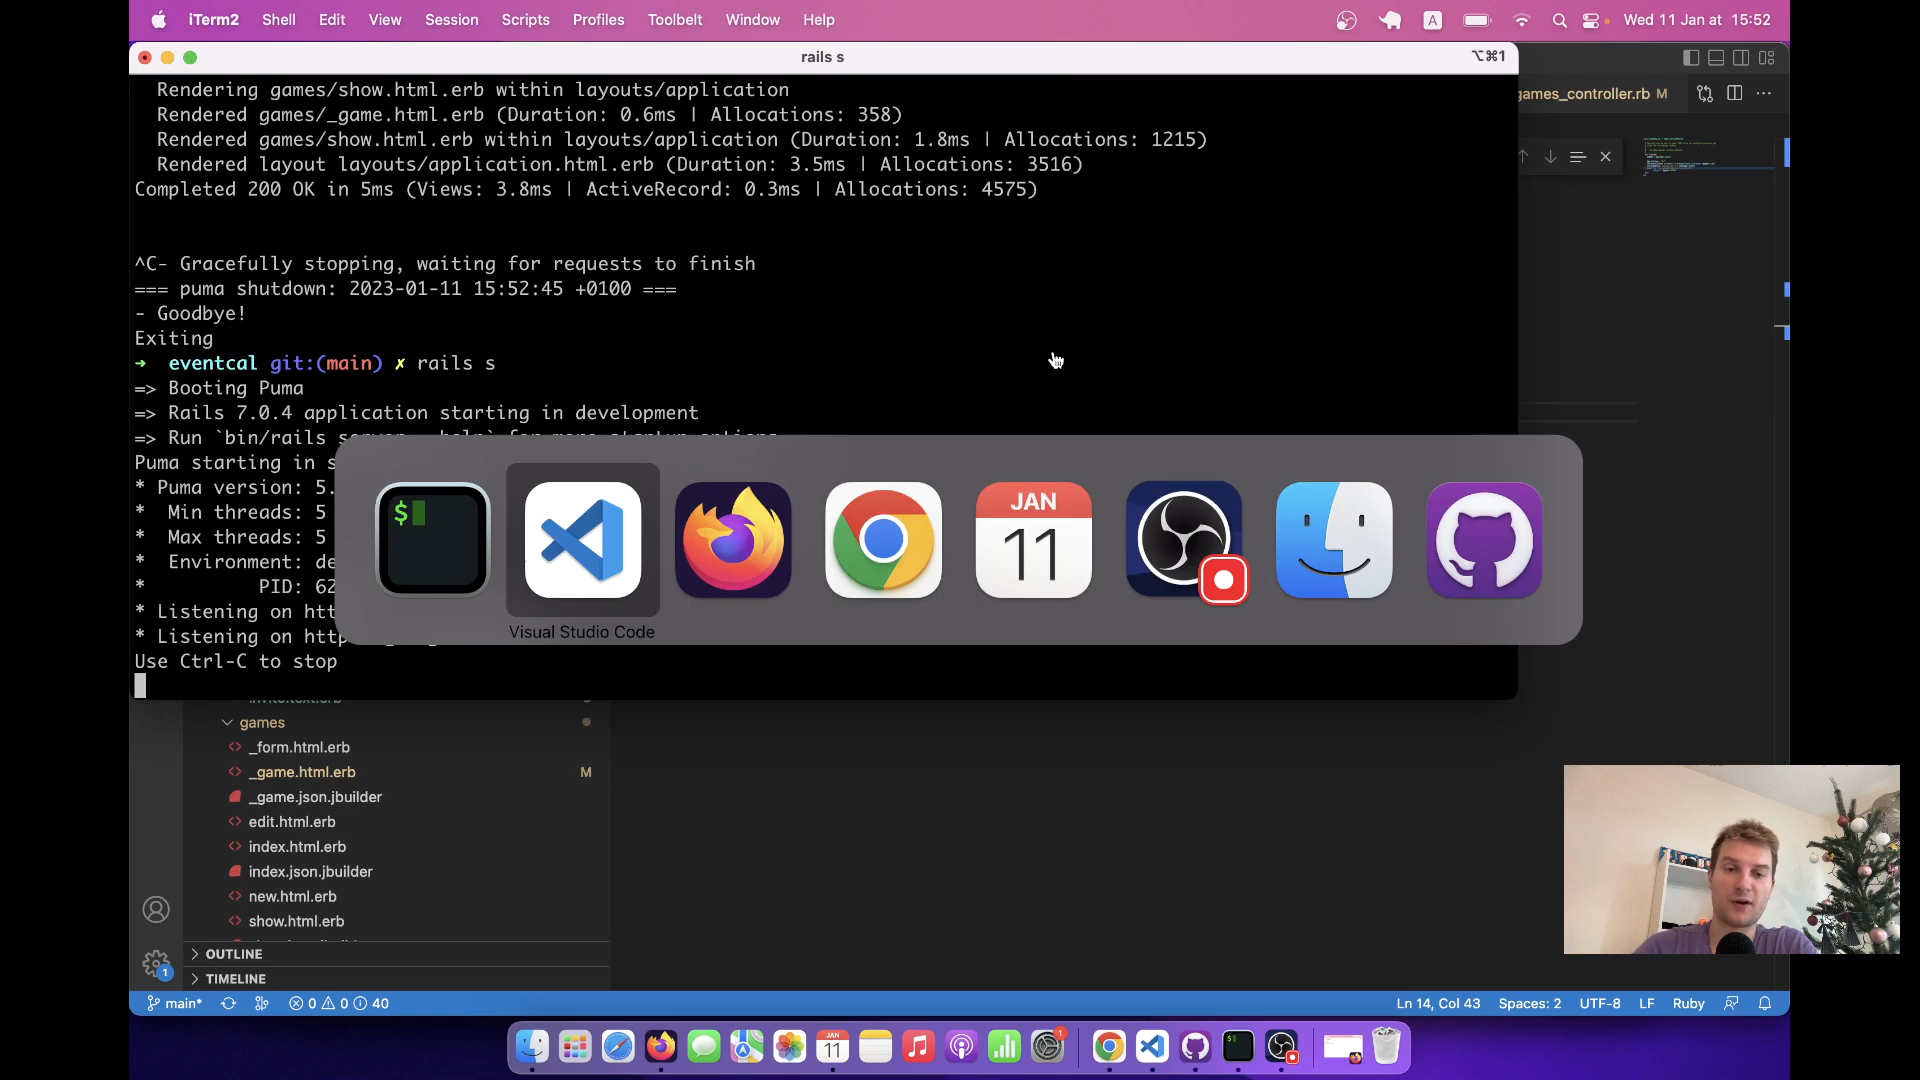 iTerm2 Shell Edit View Session Scripts Profiles Toolbelt Window Help A Wed 11 Jan at 15:52
rails s ⌥⌘1
Rendering games/show.html.erb within layouts/application
games_controller.rb M
Rendered games/_game.html.erb (Duration: 0.6ms | Allocations: 358)
Rendered games/show.html.erb within layouts/application (Duration: 1.8ms | Allocations: 1215)
Rendered layout layouts/application.html.erb (Duration: 3.5ms | Allocations: 3516)
Completed 200 OK in 5ms (Views: 3.8ms | ActiveRecord: 0.3ms | Allocations: 4575)
^C- Gracefully stopping, waiting for requests to finish
=== puma shutdown: 2023-01-11 15:52:45 +0100 ===
- Goodbye!
Exiting
➜ eventcal git:(main) ✗ rails s
=> Booting Puma
=> Rails 7.0.4 application starting in development
=> Run `bin/rails
Puma starting in
* Puma version: 5.
* Min threads: 5
* Max threads: 5
* Environment:
* PID: 62
* Listening on
* Listening on
Use Ctrl-C to stop
$
JAN
11
Visual Studio Code
games
_form.html.erb
_game.html.erb M
_game.json.jbuilder
edit.html.erb
index.html.erb
index.json.jbuilder
new.html.erb
show.html.erb
OUTLINE
1
TIMELINE
main* 0 0 40 Ln 14, Col 43 Spaces: 2 UTF-8 LF Ruby
JAN
11
1